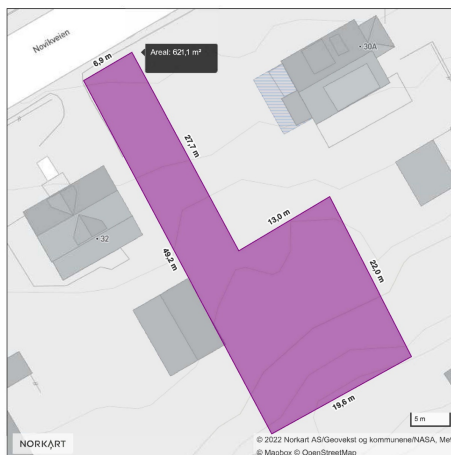 Novikveien
6,9 m
Areal: 621,1 m²
30A
27,7 m
13,0 m
32
49,2 m
22,0 m
19,6 m
5 m
NORKART
© 2022 Norkart AS/Geovekst og kommunene/NASA, Met
© Mapbox © OpenStreetMap